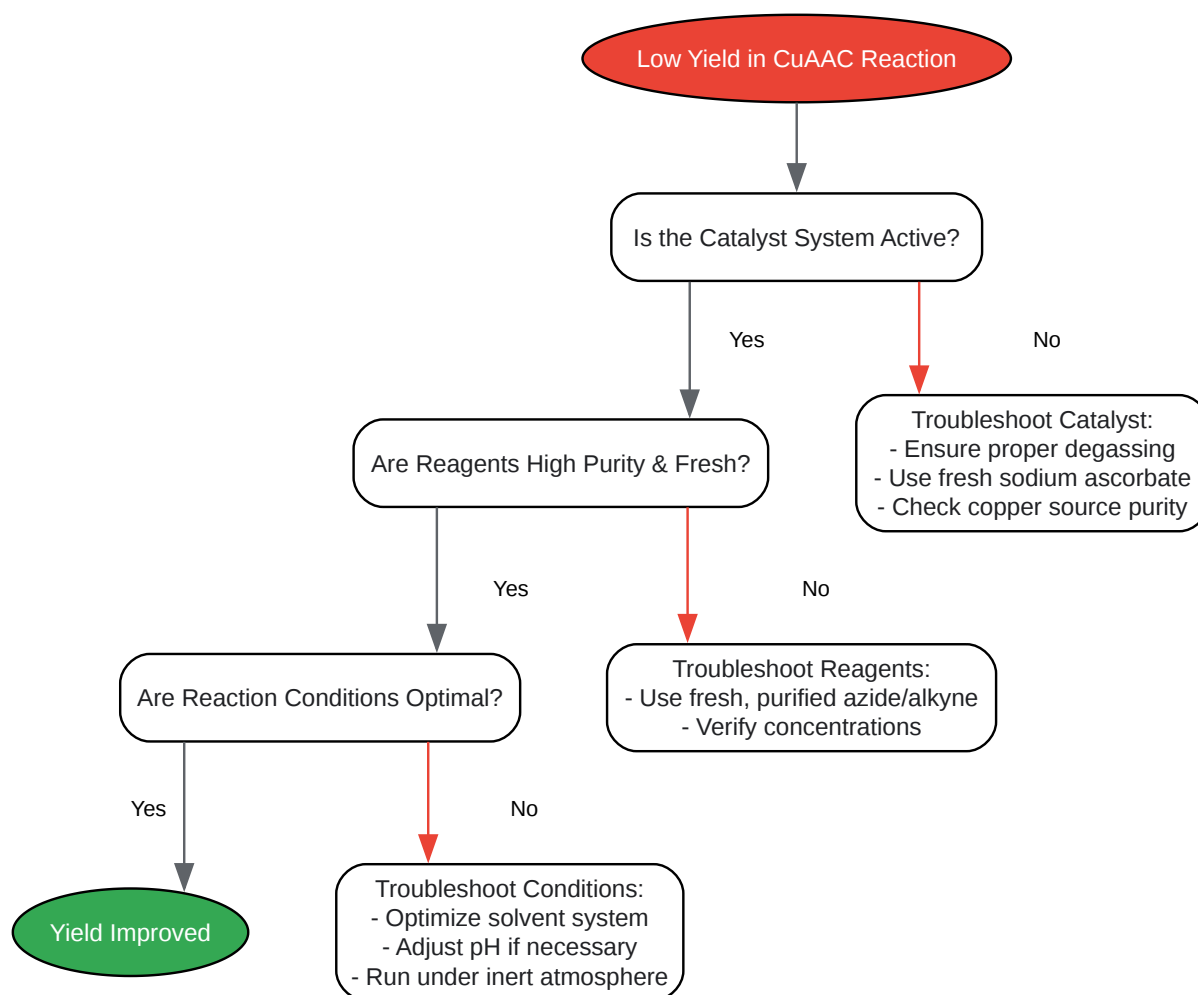 Low Yield in CuAAC Reaction
Is the Catalyst System Active?
Yes
No
Troubleshoot Catalyst:
- Ensure proper degassing
- Use fresh sodium ascorbate
- Check copper source purity
Are Reagents High Purity & Fresh?
Yes
No
Troubleshoot Reagents:
- Use fresh, purified azide/alkyne
- Verify concentrations
Are Reaction Conditions Optimal?
Yes
No
Troubleshoot Conditions:
- Optimize solvent system
- Adjust pH if necessary
- Run under inert atmosphere
Yield Improved